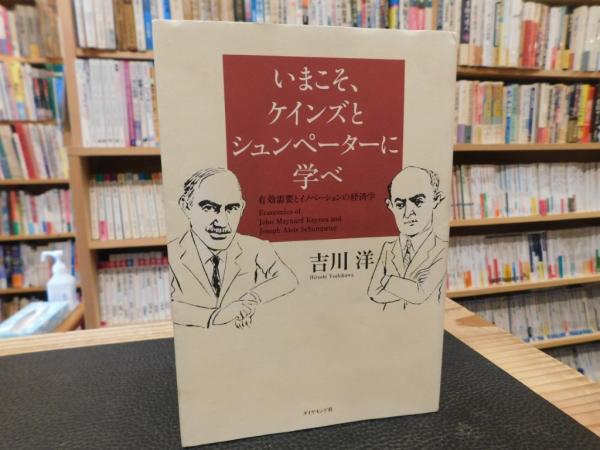 いまこそ、
ケインズと
シュンペーターに
学べ
有効需要とイノベーションの経済学
Economics of
John Maynard Keynes and
Joseph Alois Schumpeter
吉川 洋
Hiroshi Yoshikawa
ダイヤモンド社